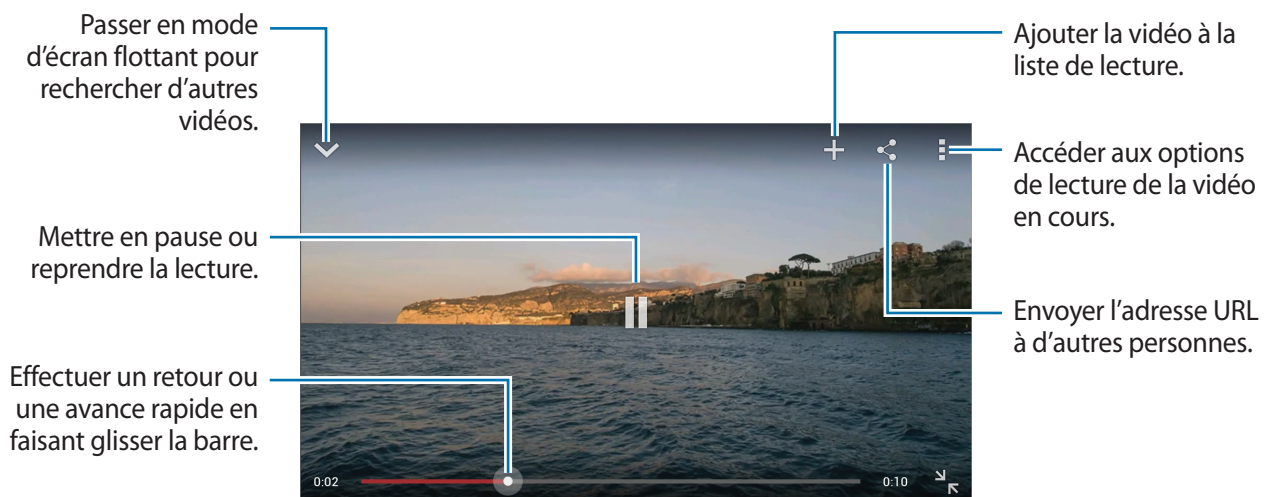 Passer en mode
d'écran flottant pour
rechercher d'autres
vidéos.
Ajouter la vidéo à la
liste de lecture.
Accéder aux options
de lecture de la vidéo
en cours.
Mettre en pause ou
reprendre la lecture.
Envoyer l'adresse URL
à d'autres personnes.
Effectuer un retour ou
une avance rapide en
faisant glisser la barre.
0:02
0:10